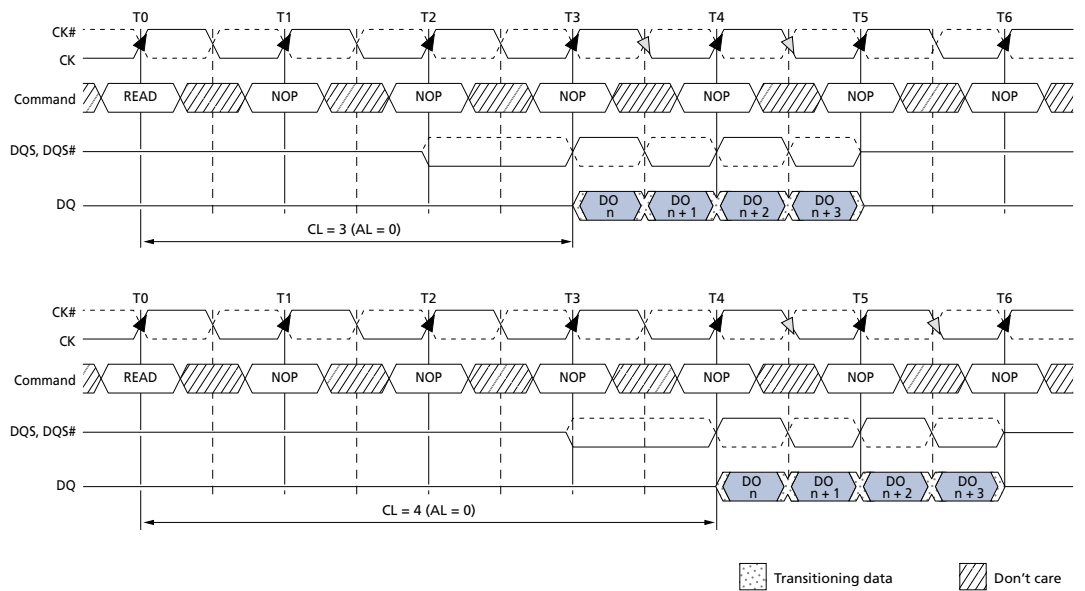 T0 T1 T2 T3 T4 T5 T6
CK#
CK
Command READ NOP NOP NOP NOP NOP NOP
DQS, DQS#
DQ DO n DO n + 1 DO n + 2 DO n + 3
CL = 3 (AL = 0)
T0 T1 T2 T3 T4 T5 T6
CK#
CK
Command READ NOP NOP NOP NOP NOP NOP
DQS, DQS#
DQ DO n DO n + 1 DO n + 2 DO n + 3
CL = 4 (AL = 0)
Transitioning data Don't care